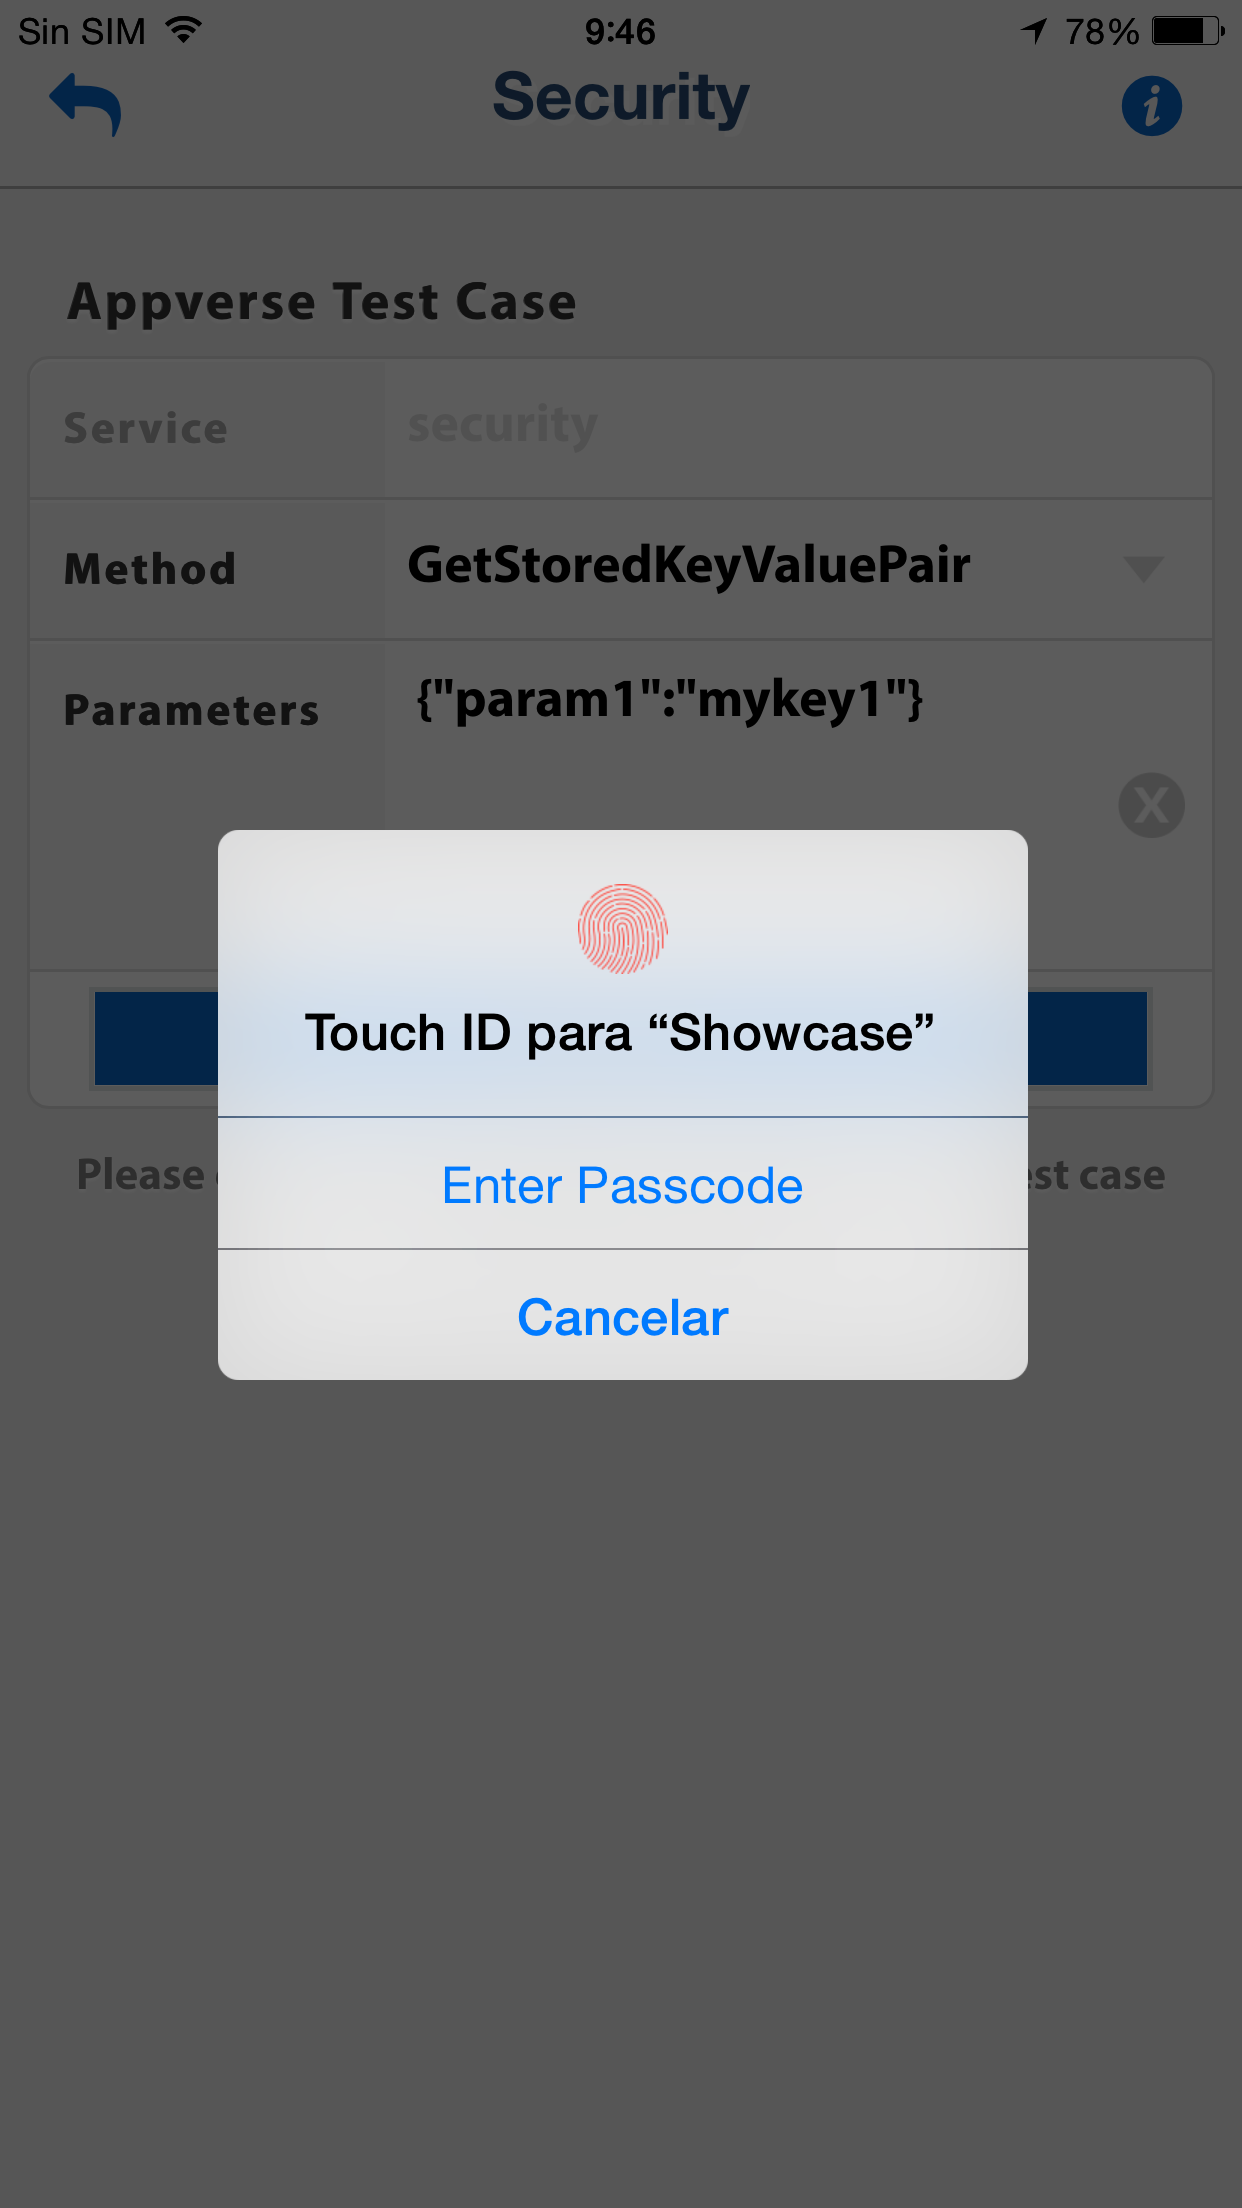 Sin SIM 9:46 78%
Security
Appverse Test Case
Service security
Method GetStoredKeyValuePair
Parameters {"param1":"mykey1"}
X
Touch ID para “Showcase”
Enter Passcode
Please est case
Cancelar